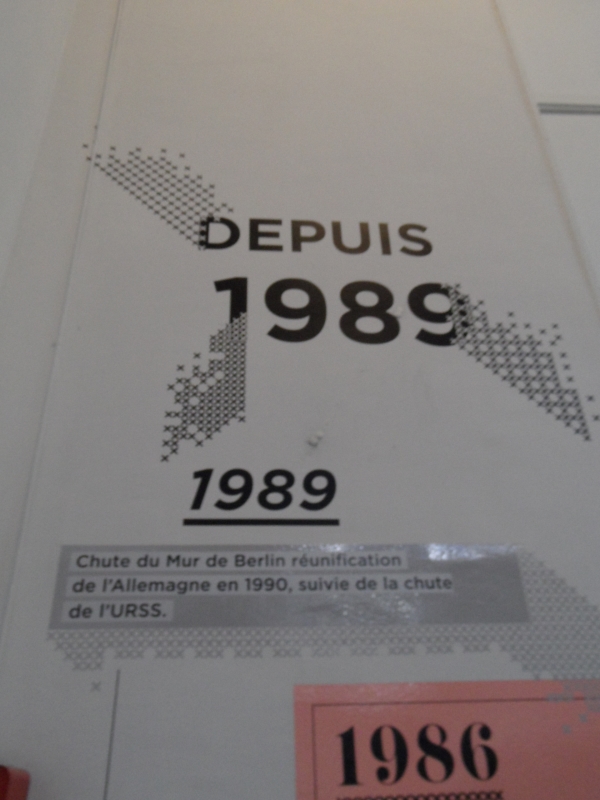 DEPUIS
1989
1989
Chute du Mur de Berlin réunification
de l'Allemagne en 1990, suivie de la chute
de l'URSS.
1986